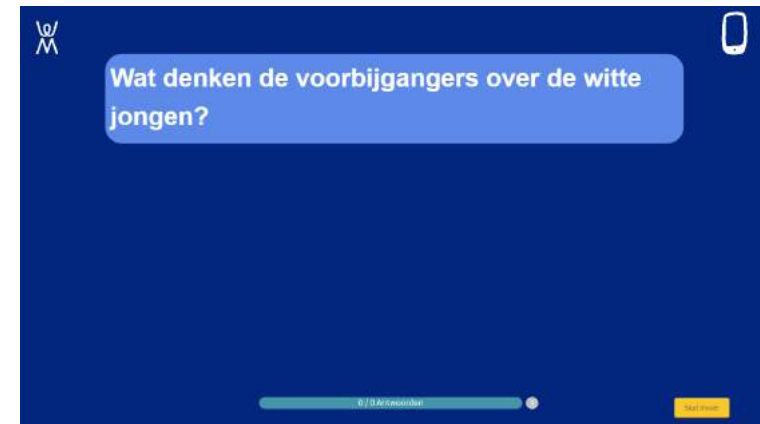 Wat denken de voorbijgangers over de witte
jongen?
0 / 0 Antwoorden